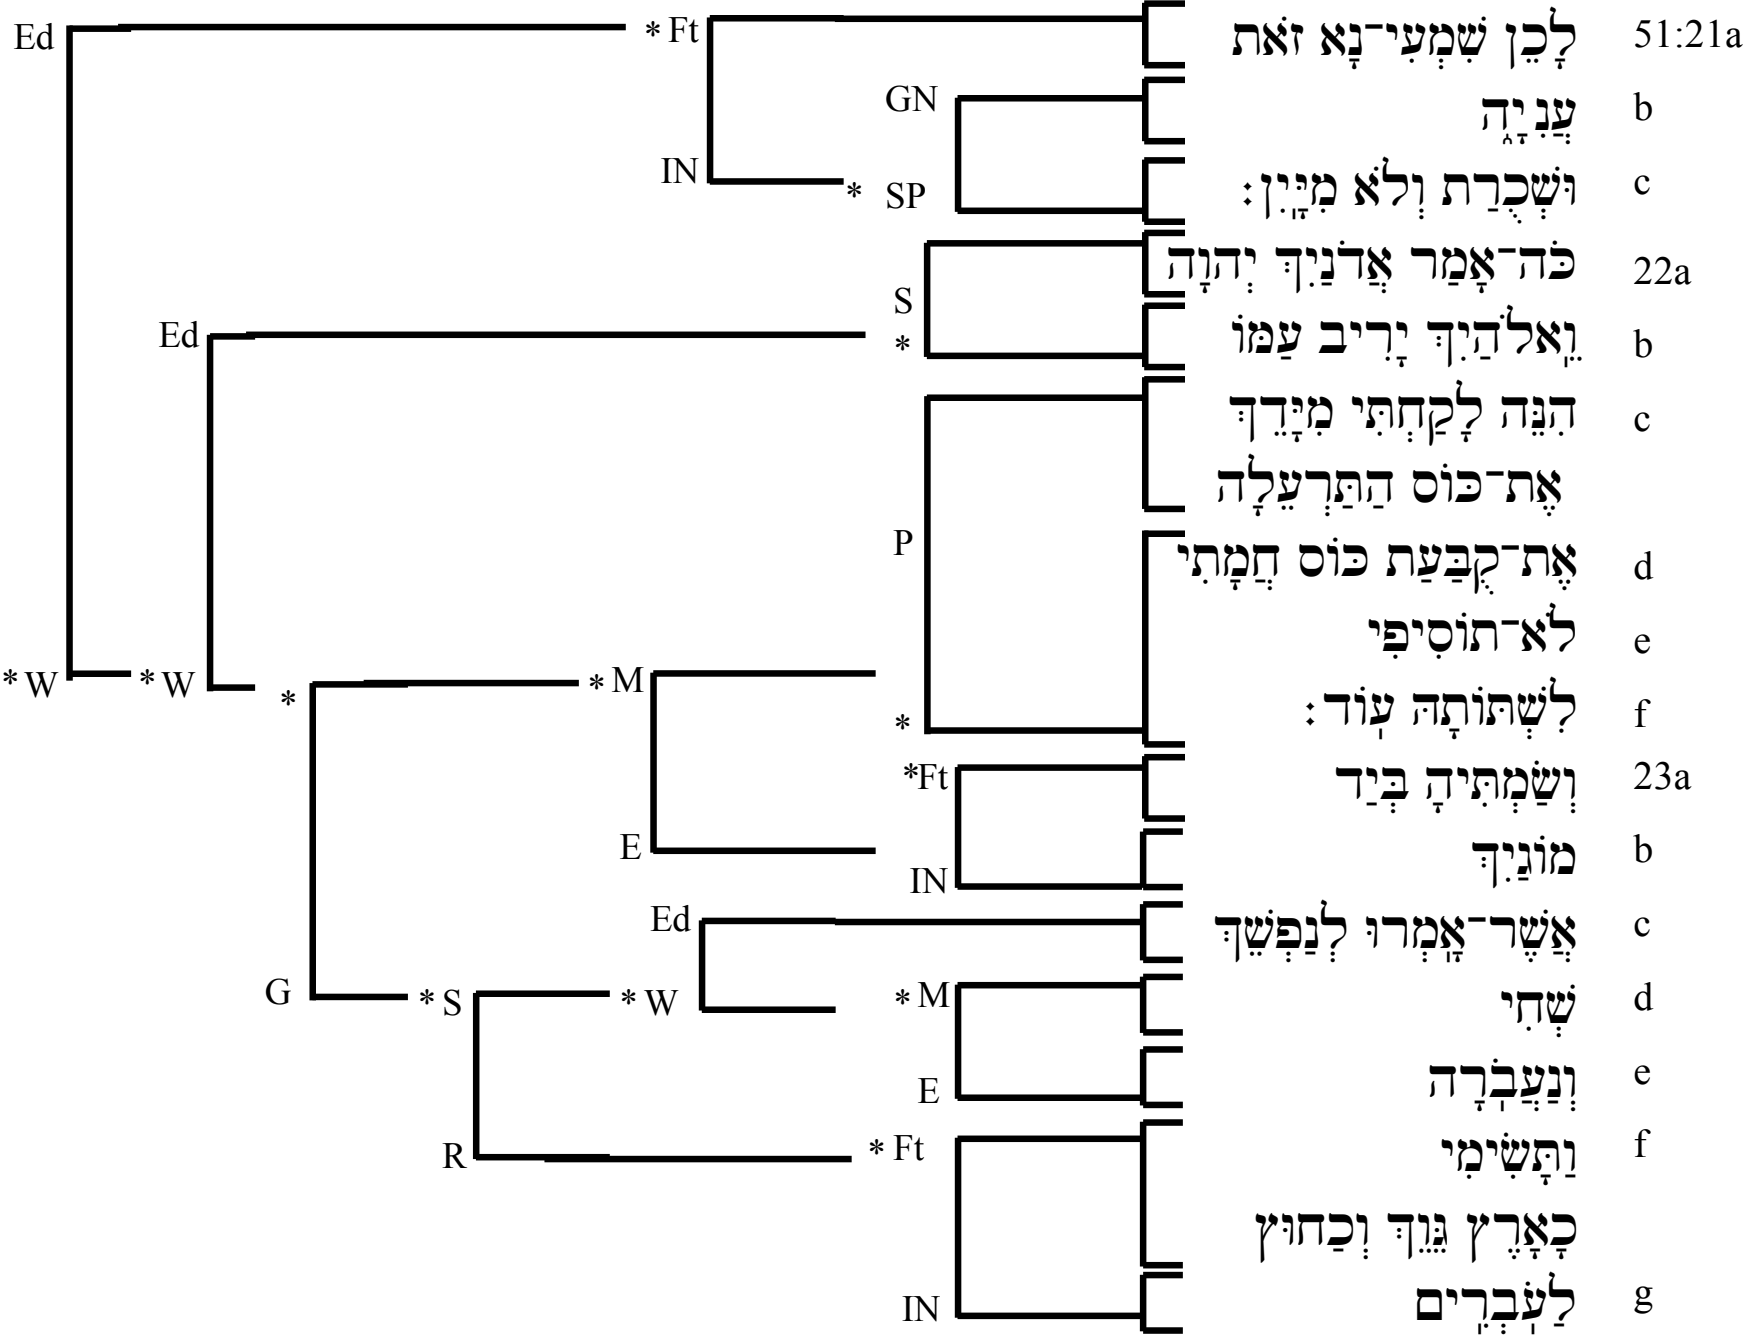 Ed * Ft לָכֵן שִׁמְעִי־נָא זֹאת 51:21a
GN עֲנִיָּה b
IN * SP וּשְׁכֻרַת וְלֹא מִיָּיִן׃ c
כֹּה־אָמַר אֲדֹנַיִךְ יְהוָה 22a
S
Ed * וֵאלֹהַיִךְ יָרִיב עַמּוֹ b
הִנֵּה לָקַחְתִּי מִיָּדֵךְ c
אֶת־כּוֹס הַתַּרְעֵלָה
P אֶת־קֻבַּעַת כּוֹס חֲמָתִי d
לֹא־תוֹסִיפִי e
* W * W * * M * לִשְׁתּוֹתָהּ עוֹד׃ f
*Ft וְשַׂמְתִּיהָ בְּיַד 23a
E IN מוֹגַיִךְ b
Ed אֲשֶׁר־אָמְרוּ לְנַפְשֵׁךְ c
G * S * W * M שְׁחִי d
E וְנַעֲבֹרָה e
R * Ft וַתָּשִׂימִי f
כָאָרֶץ גֵּוֵךְ וְכַחוּץ
IN לַעֹבְרִים g